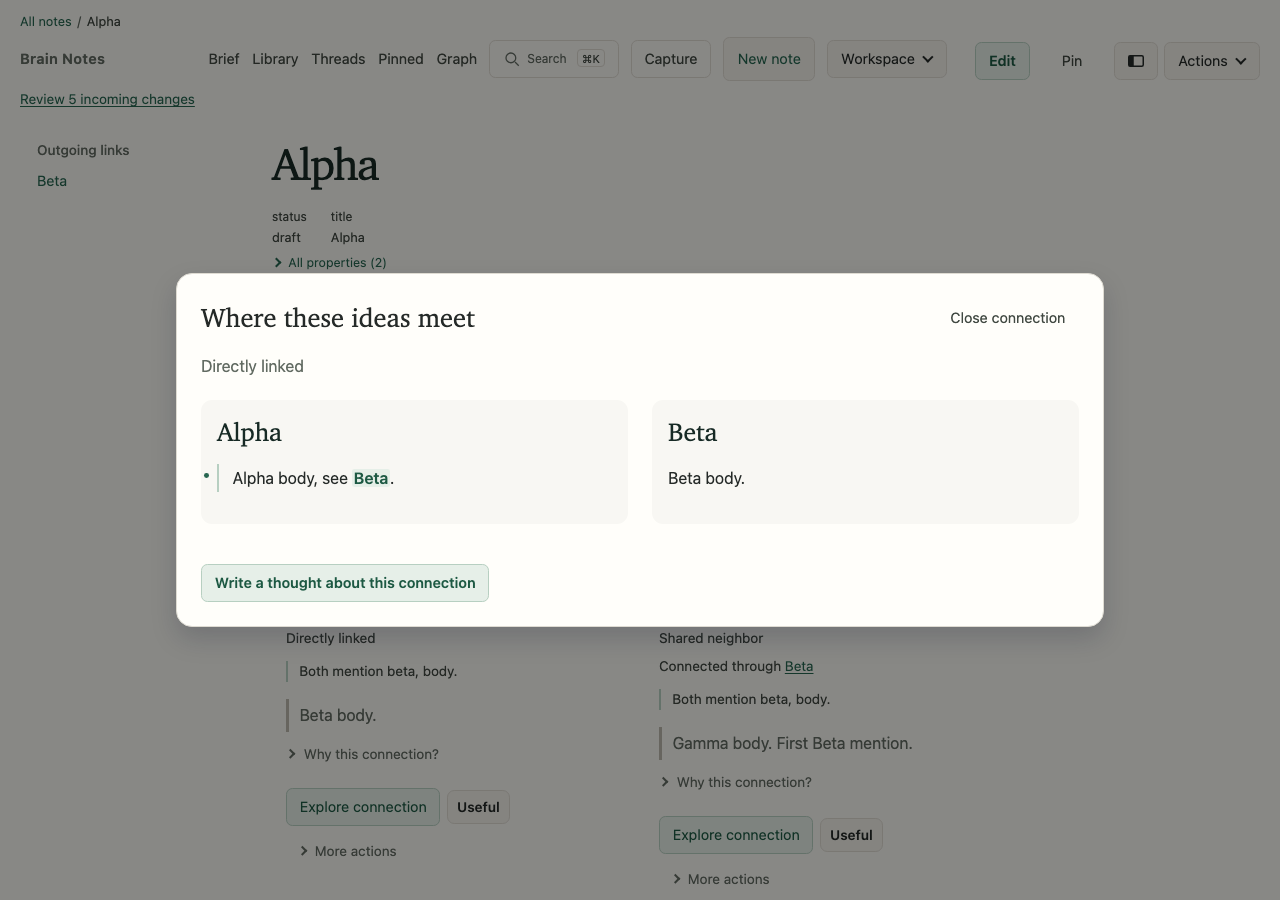 All notes / Alpha
Brain Notes
Brief Library Threads Pinned Graph Search ⌘K Capture New note Workspace Edit Pin Actions
Review 5 incoming changes
Outgoing links
Beta
Alpha
status title
draft Alpha
All properties (2)
Where these ideas meet
Close connection
Directly linked
Alpha
Alpha body, see Beta.
Beta
Beta body.
Write a thought about this connection
Directly linked
Both mention beta, body.
Beta body.
Why this connection?
Explore connection Useful
More actions
Shared neighbor
Connected through Beta
Both mention beta, body.
Gamma body. First Beta mention.
Why this connection?
Explore connection Useful
More actions